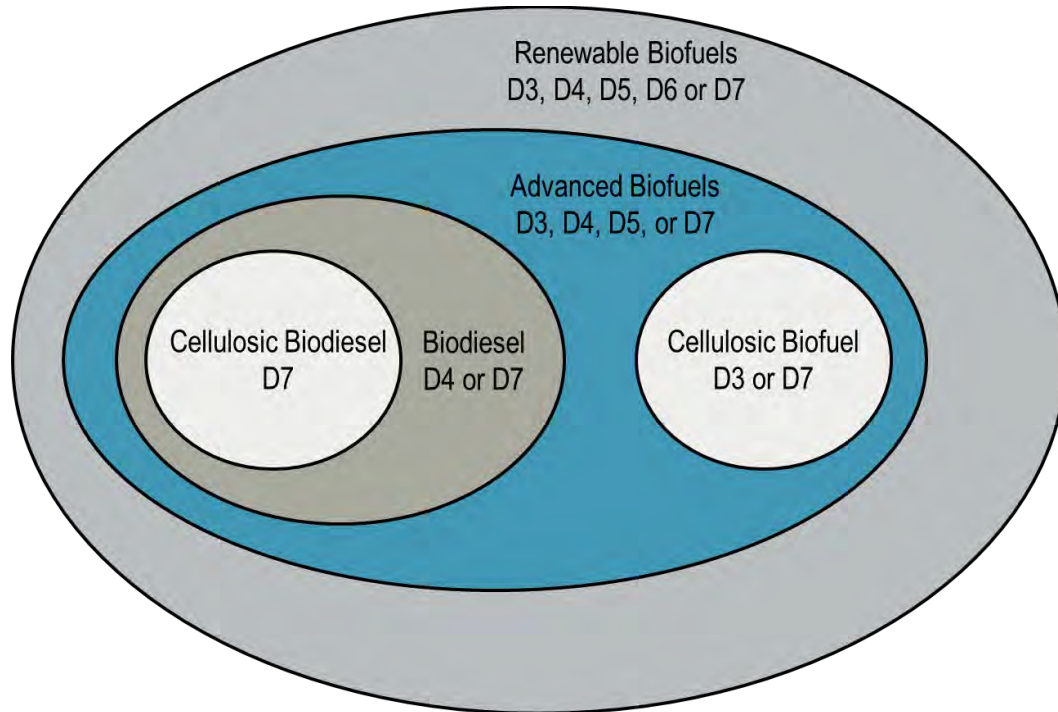 Renewable Biofuels
D3, D4, D5, D6 or D7
Advanced Biofuels
D3, D4, D5, or D7
Cellulosic Biodiesel
D7
Biodiesel
D4 or D7
Cellulosic Biofuel
D3 or D7